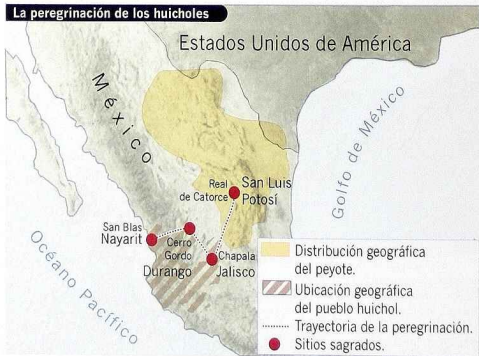 La peregrinación de los huicholes
Estados Unidos de América
México
Golfo de México
Océano Pacífico
Real
de Catorce
San Luis
Potosí
San Blas
Nayarit
Cerro
Gordo
Durango
Chapala
Jalisco
Distribución geográfica
del peyote.
Ubicación geográfica
del pueblo huichol.
Trayectoria de la peregrinación.
Sitios sagrados.